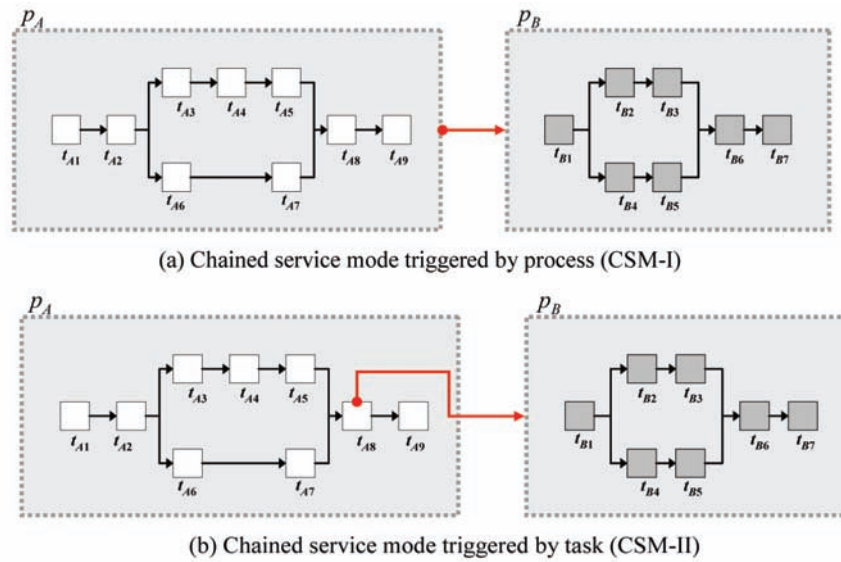 p_A p_B
t_A3 t_A4 t_A5 t_B2 t_B3
t_A1 t_A2 t_A8 t_A9 t_B1 t_B6 t_B7
t_A6 t_A7 t_B4 t_B5
(a) Chained service mode triggered by process (CSM-I)
p_A p_B
t_A3 t_A4 t_A5 t_B2 t_B3
t_A1 t_A2 t_A8 t_A9 t_B1 t_B6 t_B7
t_A6 t_A7 t_B4 t_B5
(b) Chained service mode triggered by task (CSM-II)